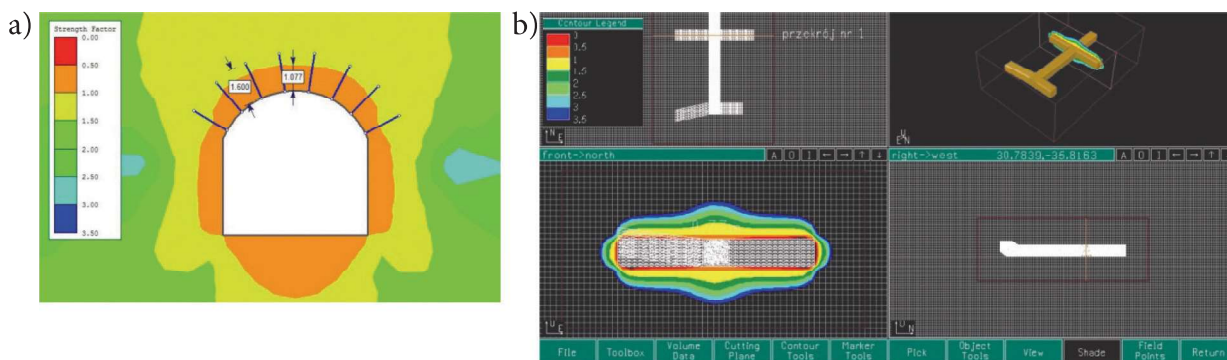 a)
Strength Factor
0.00
0.50
1.00
1.50
2.00
2.50
3.00
3.50
1.600
1.077
b)
Contour Legend
0
0.5
1
1.5
2
2.5
3
3.5
przekrój nr 1
N
E
U
E N
front->north
A O ] ← → ↑ ↓
right->west 30.7830,-35.8163 A O ] ← → ↑
U
E
U
N
File Toolbox Volume Data Cutting Plane Contour Tools Marker Tools Pick Object Tools View Shade Field Points Return